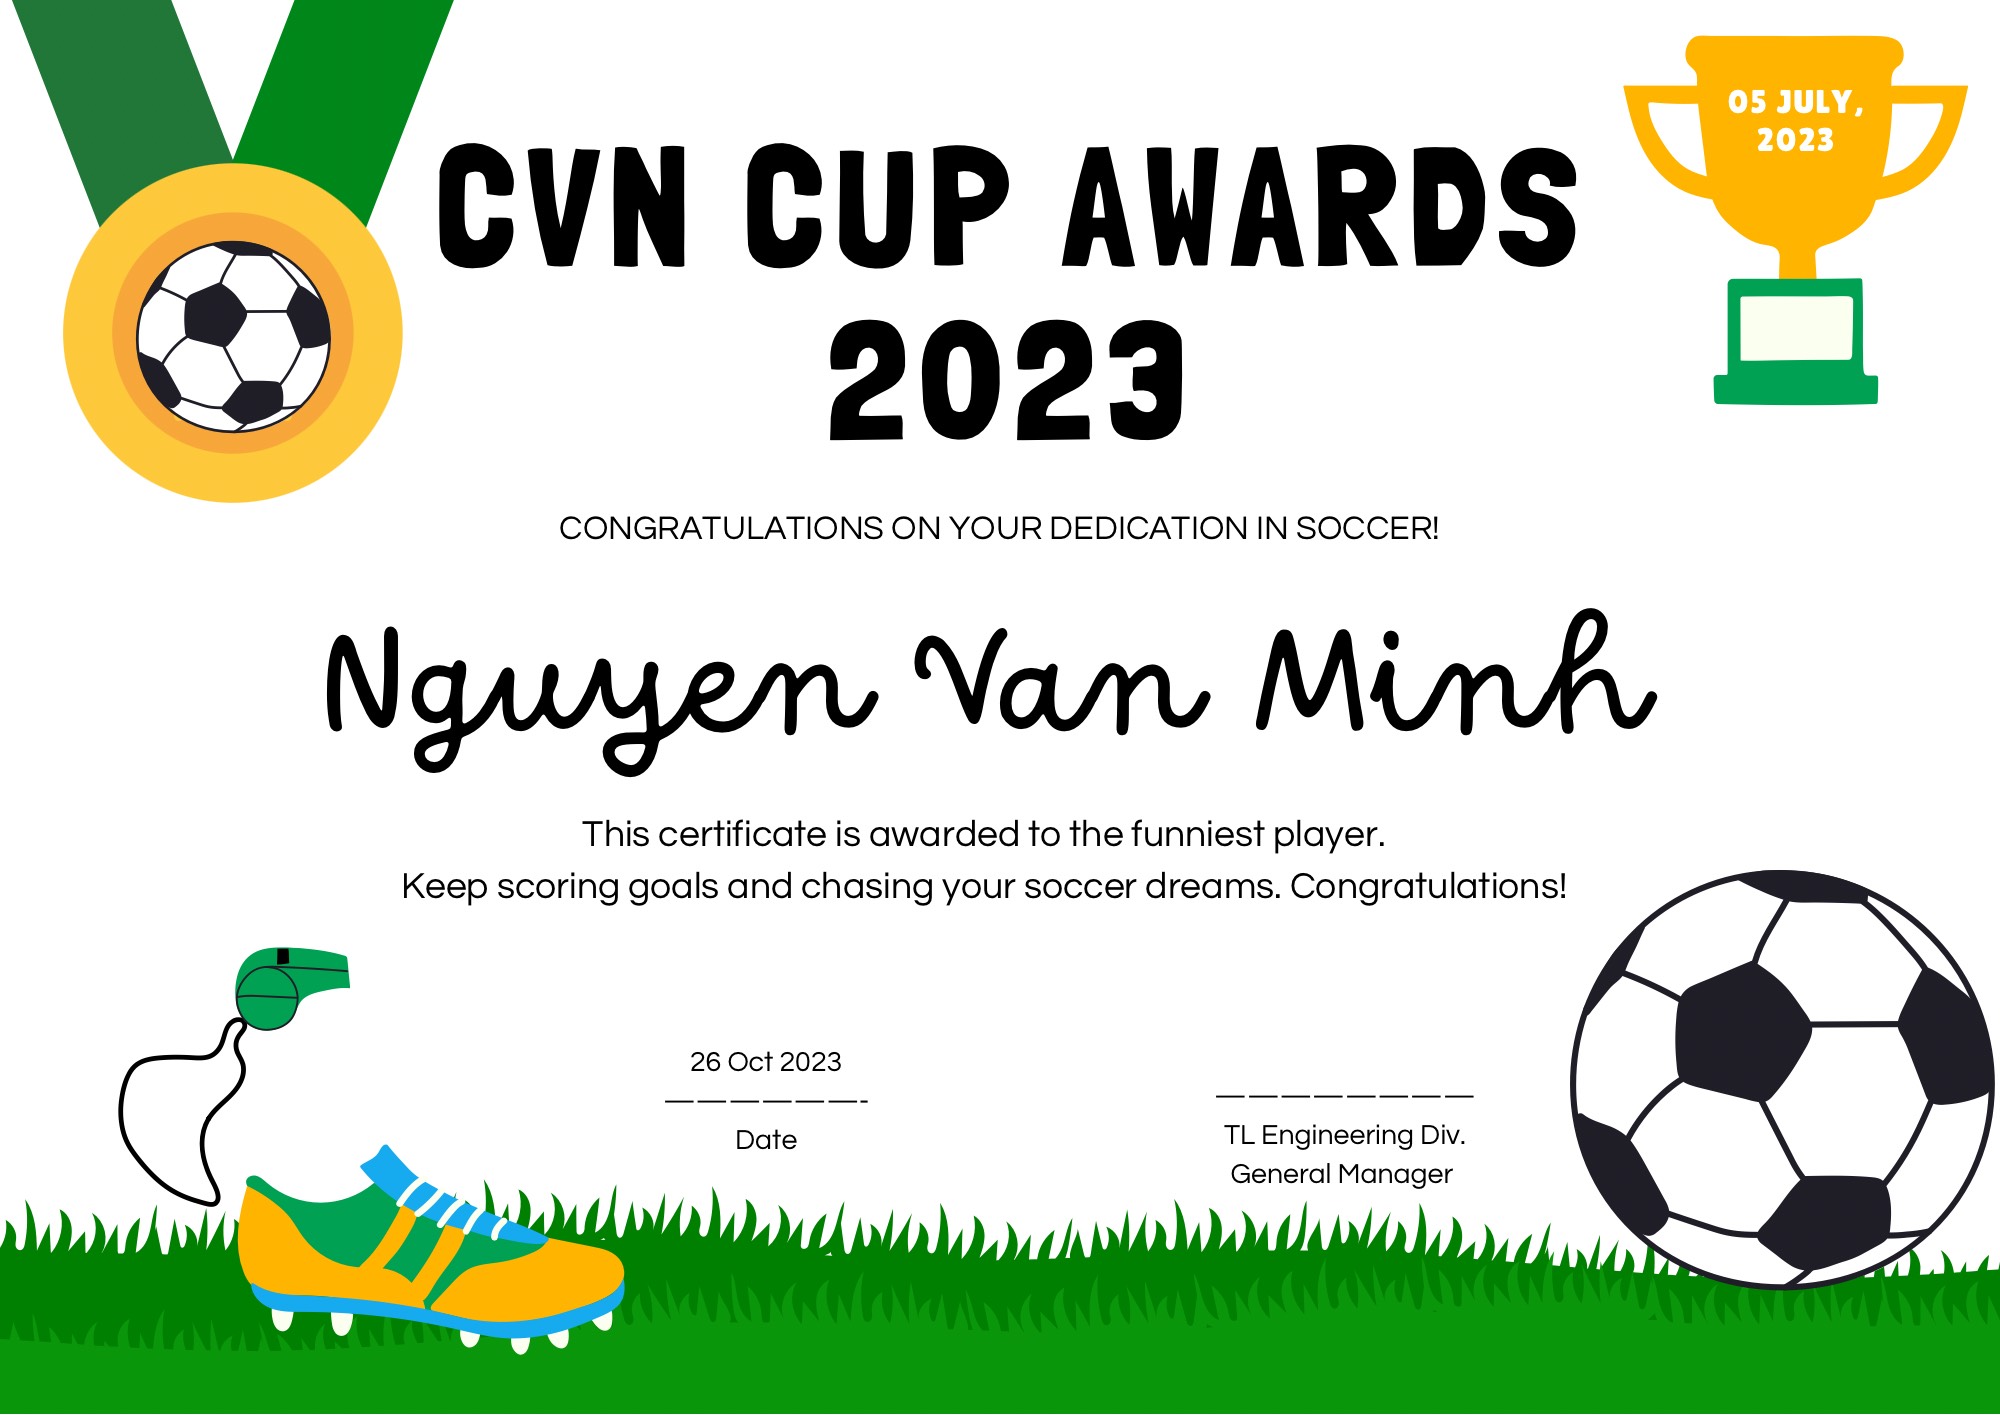 05 JULY,
2023
CVN CUP AWARDS
2023
CONGRATULATIONS ON YOUR DEDICATION IN SOCCER!
Nguyen Van Minh
This certificate is awarded to the funniest player.
Keep scoring goals and chasing your soccer dreams. Congratulations!
26 Oct 2023
——————-
Date
————————
TL Engineering Div.
General Manager